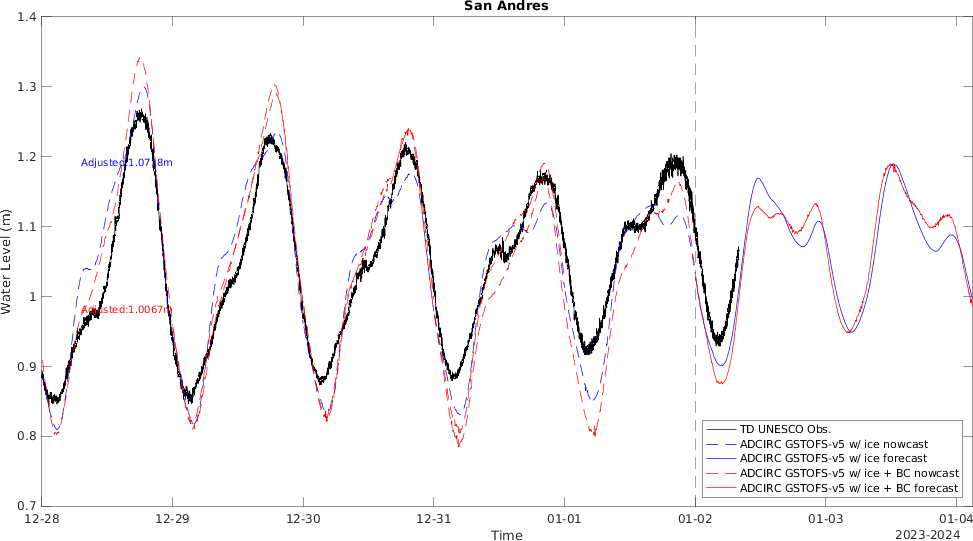 San Andres
1.4
1.3
1.2
1.1
1
0.9
0.8
0.7
Water Level (m)
Adjusted:1.0718m
Adjusted:1.0067m
TD UNESCO Obs.
ADCIRC GSTOFS-v5 w/ ice nowcast
ADCIRC GSTOFS-v5 w/ ice forecast
ADCIRC GSTOFS-v5 w/ ice + BC nowcast
ADCIRC GSTOFS-v5 w/ ice + BC forecast
12-28 12-29 12-30 12-31 01-01 01-02 01-03 01-04
Time
2023-2024